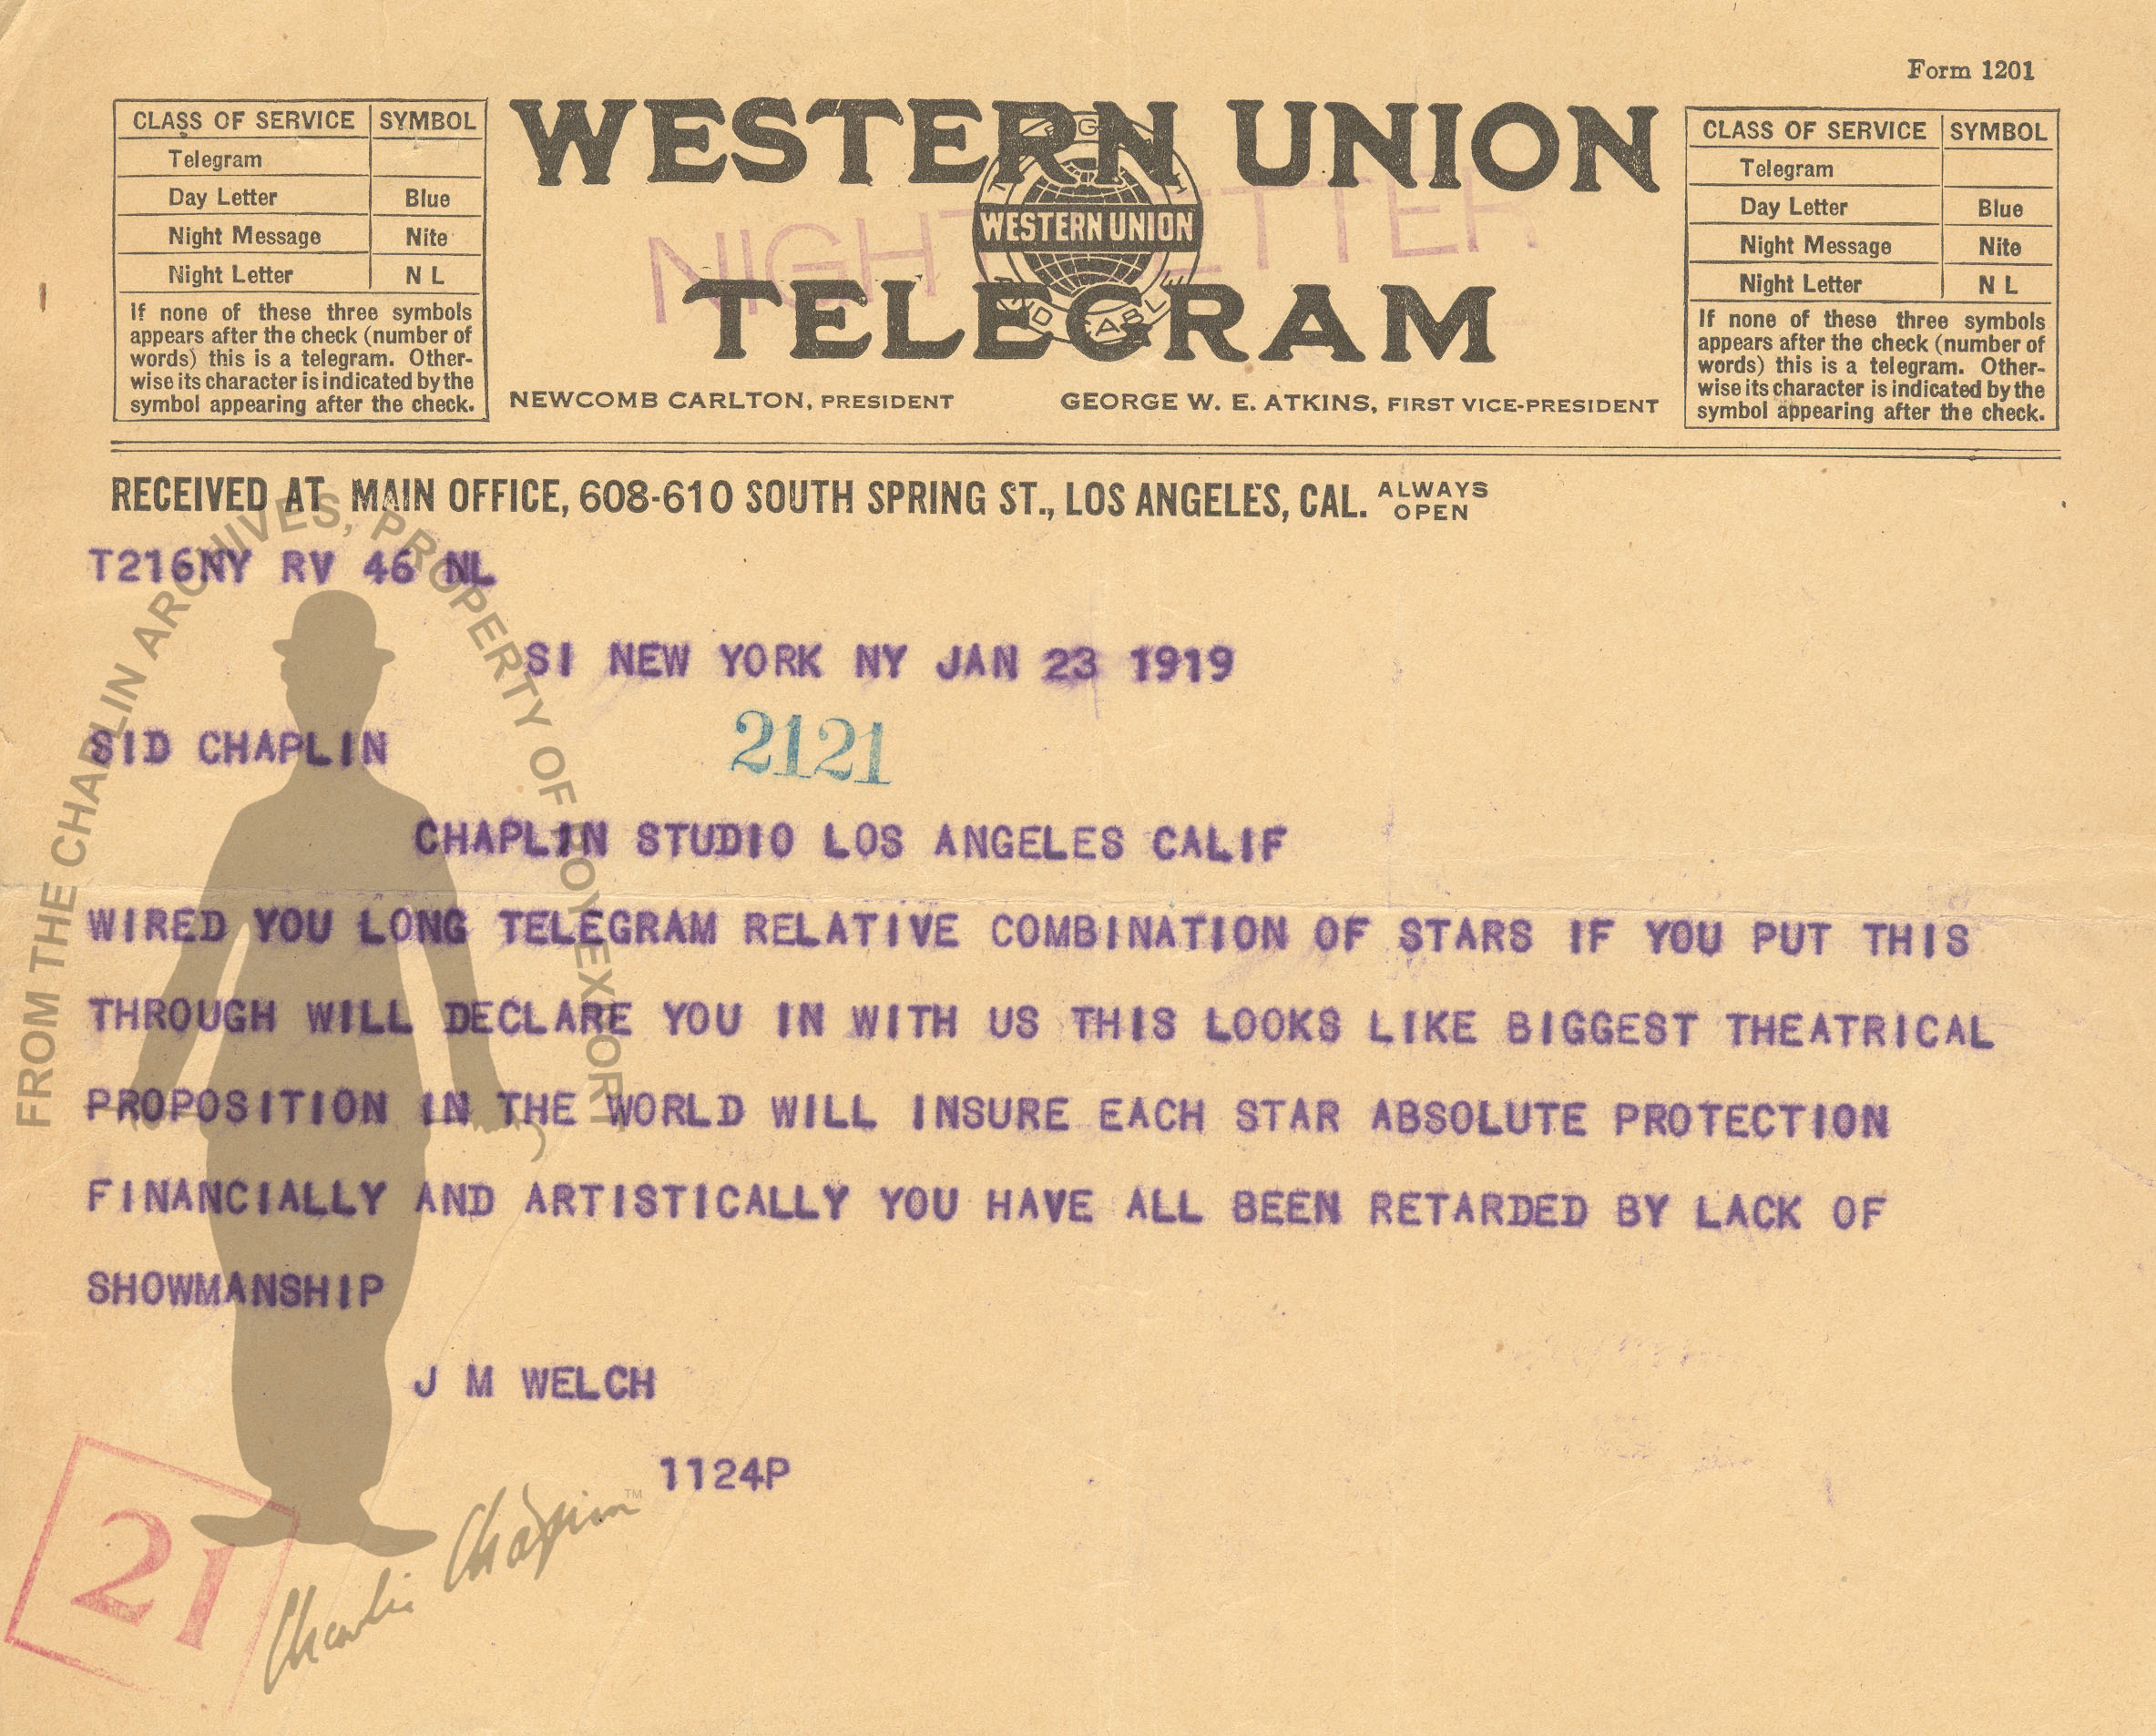 Form 1201
CLASS OF SERVICE SYMBOL
Telegram
Day Letter Blue
Night Message Nite
Night Letter N L
If none of these three symbols
appears after the check (number of
words) this is a telegram. Other-
wise its character is indicated by the
symbol appearing after the check.
WESTERN UNION
WESTERN UNION
NIGHT LETTER
TELEGRAM
NEWCOMB CARLTON, PRESIDENT GEORGE W. E. ATKINS, FIRST VICE-PRESIDENT
CLASS OF SERVICE SYMBOL
Telegram
Day Letter Blue
Night Message Nite
Night Letter N L
If none of these three symbols
appears after the check (number of
words) this is a telegram. Other-
wise its character is indicated by the
symbol appearing after the check.
RECEIVED AT MAIN OFFICE, 608-610 SOUTH SPRING ST., LOS ANGELES, CAL. ALWAYS OPEN
T216NY RV 46 NL
SI NEW YORK NY JAN 23 1919
SID CHAPLIN
2121
CHAPLIN STUDIO LOS ANGELES CALIF
WIRED YOU LONG TELEGRAM RELATIVE COMBINATION OF STARS IF YOU PUT THIS
THROUGH WILL DECLARE YOU IN WITH US THIS LOOKS LIKE BIGGEST THEATRICAL
PROPOSITION IN THE WORLD WILL INSURE EACH STAR ABSOLUTE PROTECTION
FINANCIALLY AND ARTISTICALLY YOU HAVE ALL BEEN RETARDED BY LACK OF
SHOWMANSHIP
J M WELCH
1124P
21
FROM THE CHAPLIN ARCHIVES, PROPERTY OF ROY EXPORT
Charlie Chaplin™